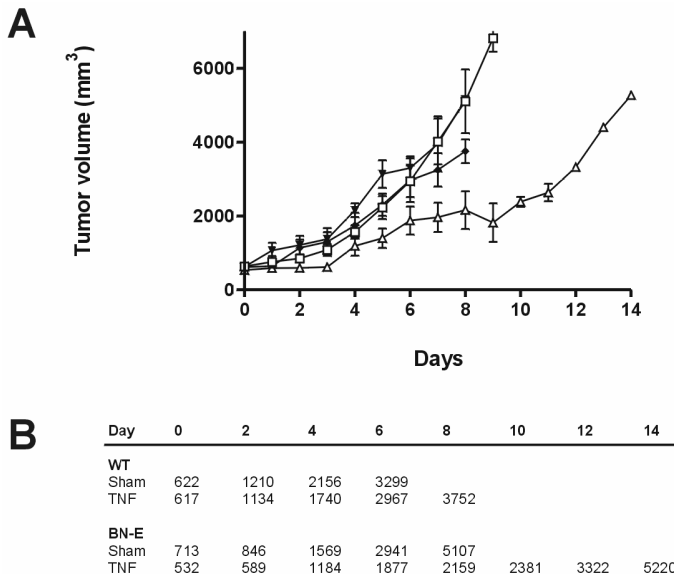 A
Tumor volume (mm3)
6000
4000
2000
0
0 2 4 6 8 10 12 14
Days
B
Day 0 2 4 6 8 10 12 14
WT
Sham 622 1210 2156 3299
TNF 617 1134 1740 2967 3752
BN-E
Sham 713 846 1569 2941 5107
TNF 532 589 1184 1877 2159 2381 3322 5220